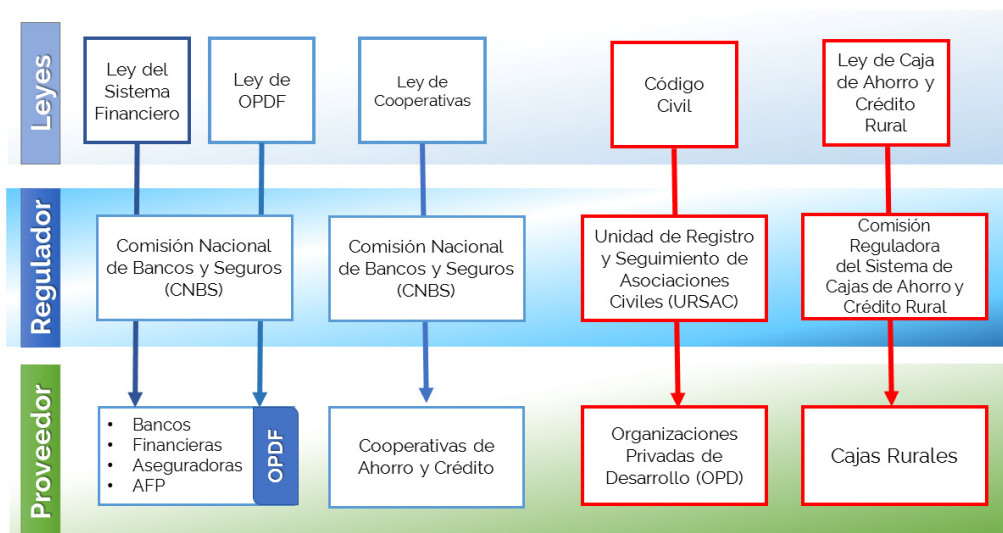 Leyes
Ley del
Sistema
Financiero
Ley de
OPDF
Ley de
Cooperativas
Código
Civil
Ley de Caja
de Ahorro y
Crédito
Rural
Regulador
Comisión Nacional
de Bancos y Seguros
(CNBS)
Comisión Nacional
de Bancos y Seguros
(CNBS)
Unidad de Registro
y Seguimiento de
Asociaciones
Civiles (URSAC)
Comisión
Reguladora
del Sistema de
Cajas de Ahorro y
Crédito Rural
Proveedor
• Bancos
• Financieras
• Aseguradoras
• AFP
OPDF
Cooperativas de
Ahorro y Crédito
Organizaciones
Privadas de
Desarrollo (OPD)
Cajas Rurales